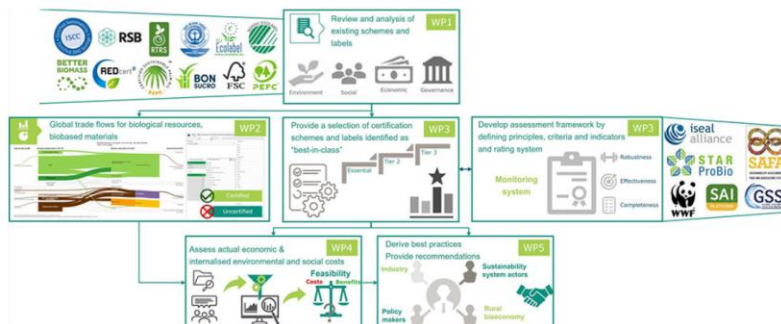 ISCC
RSB
RTRS
Ecolabel
BETTER
BIOMASS
REDcert
BON
SUCRO
FSC
PEFC
Review and analysis of
existing schemes and
labels
WP1
Environment
Social
Economic
Governance
Global trade flows for biological resources,
biobased materials
WP2
Certified
Uncertified
Provide a selection of certification
schemes and labels identified as
"best-in-class"
WP3
Essential
Tier 2
Tier 3
Develop assessment framework by
defining principles, criteria and indicators
and rating system
WP3
Monitoring
system
Robustness
Effectiveness
Completeness
iseal
alliance
STAR
ProBio
SAFA
WWF
SAI
GSS
Assess actual economic &
internalised environmental and social costs
WP4
Feasibility
Costs
Benefits
Derive best practices
Provide recommendations
WP5
Industry
Sustainability
system actors
Policy
makers
Rural
bioeconomy